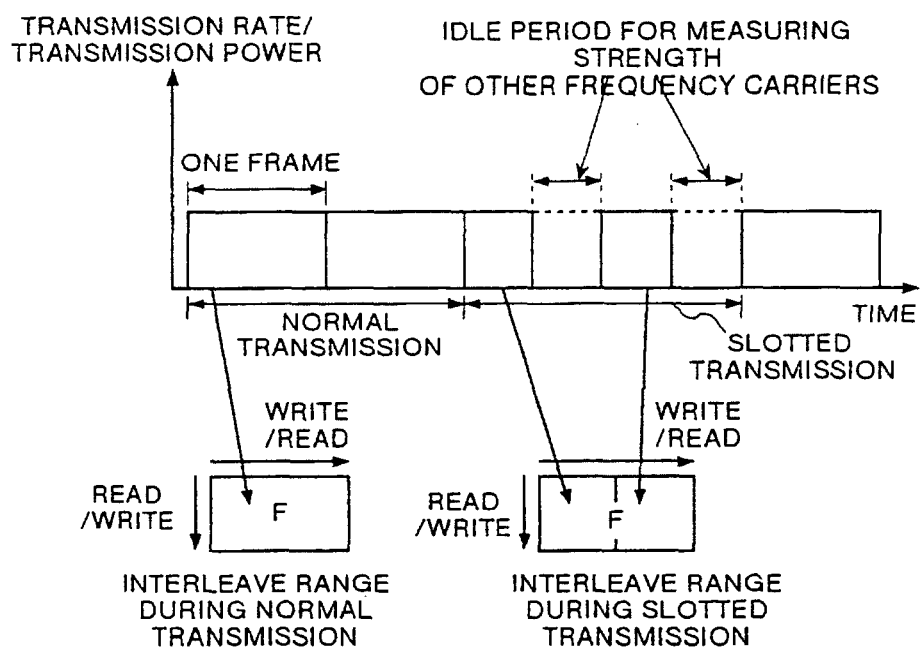 TRANSMISSION RATE/
TRANSMISSION POWER
IDLE PERIOD FOR MEASURING
STRENGTH
OF OTHER FREQUENCY CARRIERS
ONE FRAME
TIME
NORMAL
TRANSMISSION
SLOTTED
TRANSMISSION
WRITE
/READ
READ
/WRITE
F
INTERLEAVE RANGE
DURING NORMAL
TRANSMISSION
WRITE
/READ
READ
/WRITE
F
INTERLEAVE RANGE
DURING SLOTTED
TRANSMISSION